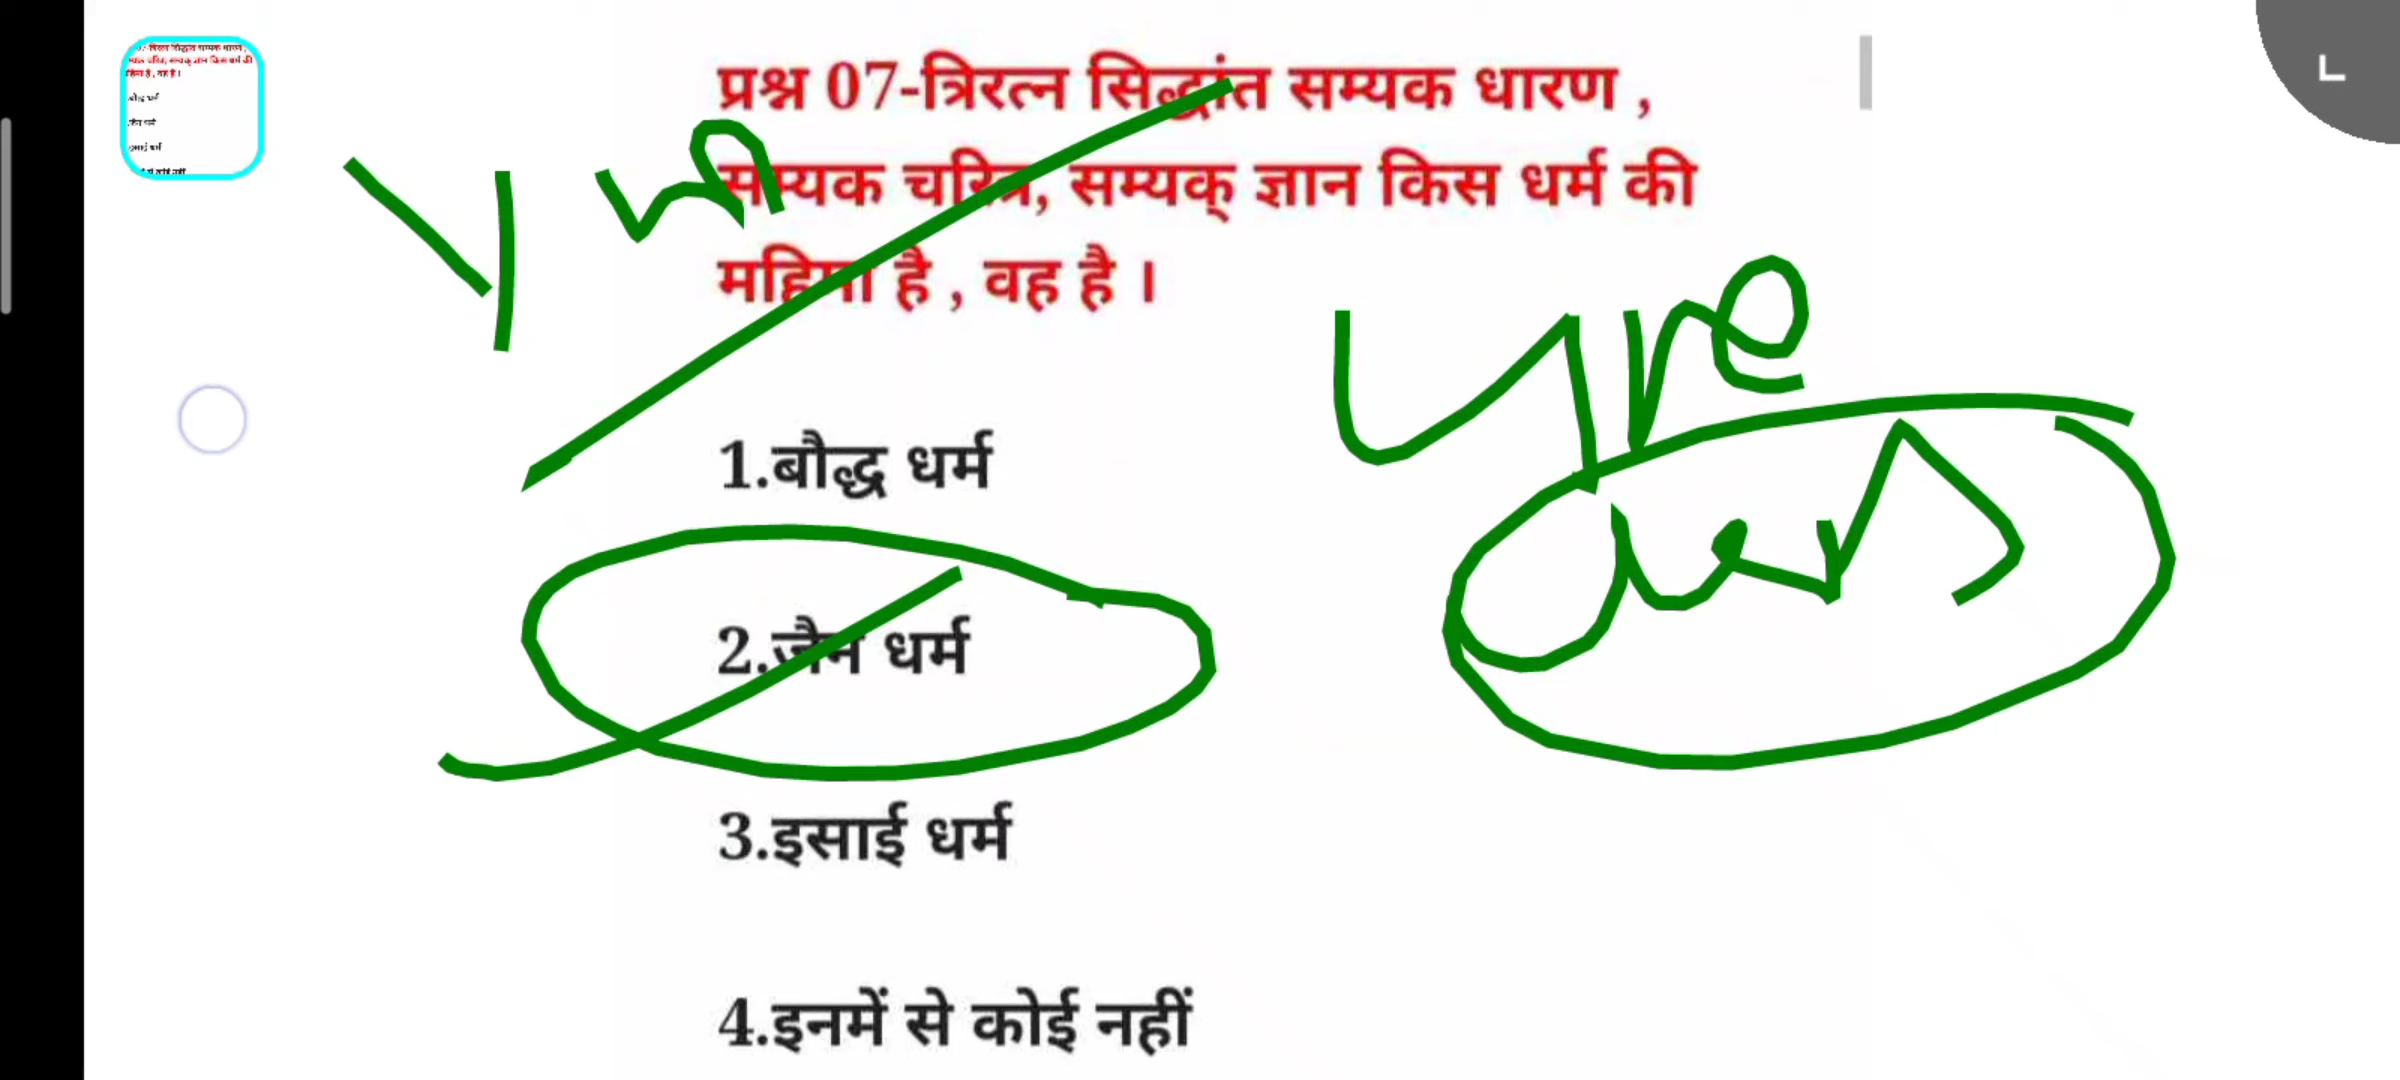 प्रश्न 07-त्रिरत्न सिद्धांत सम्यक धारण ,
सम्यक चरित्र, सम्यक् ज्ञान किस धर्म की
महिमा है , वह है ।
1.बौद्ध धर्म
2.जैन धर्म
3.इसाई धर्म
4.इनमें से कोई नहीं